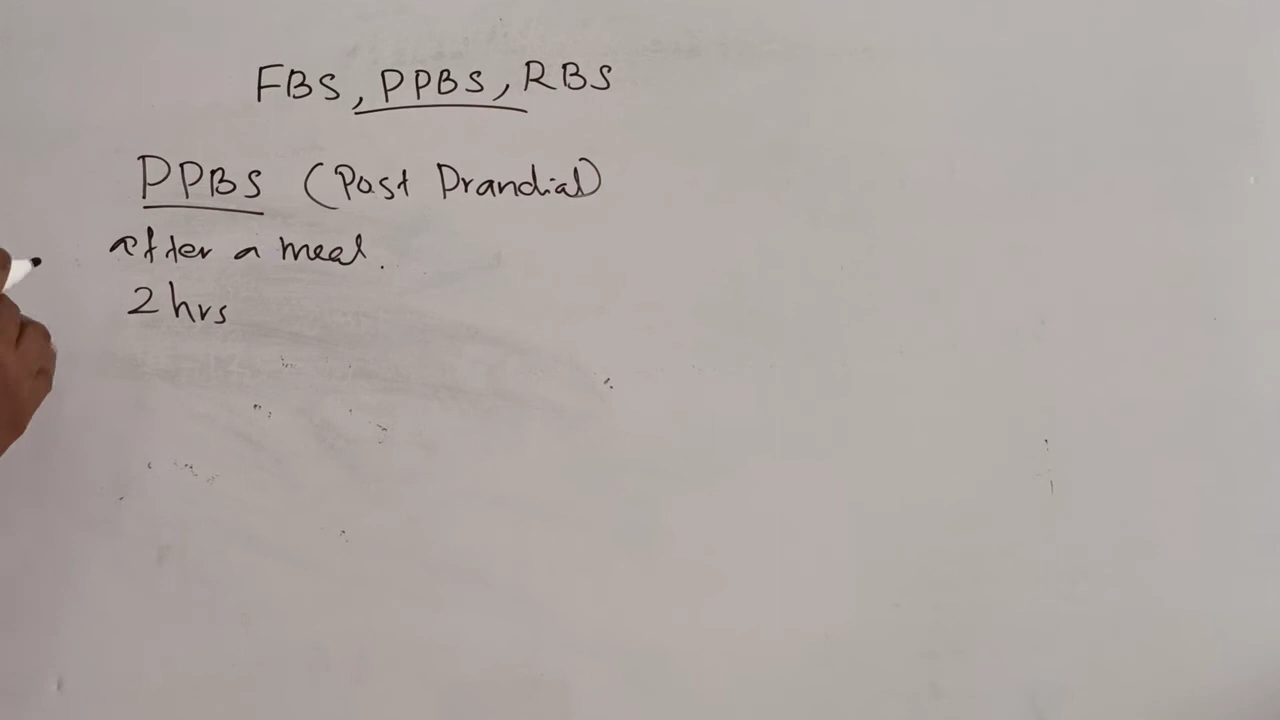 FBS, PPBS, RBS
PPBS (Post Prandial)
after a meal.
2 hrs